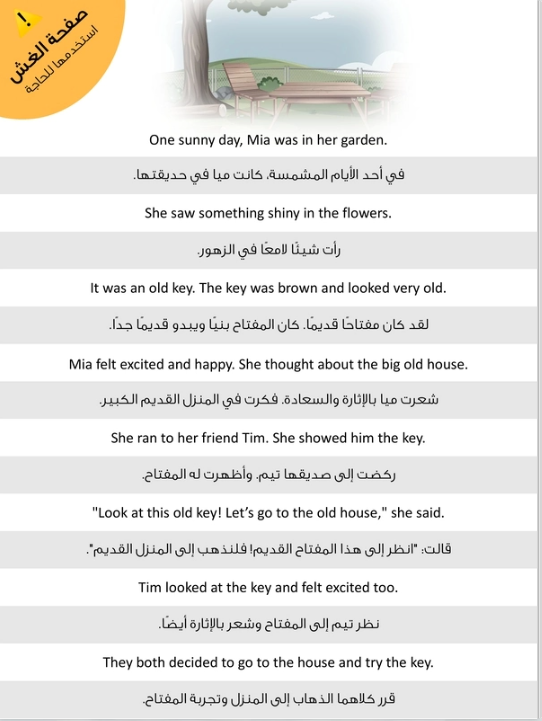 !
صفحة الغش
استخدمها للحاجة
One sunny day, Mia was in her garden.
في أحد الأيام المشمسة، كانت ميا في حديقتها.
She saw something shiny in the flowers.
رأت شيئًا لامعًا في الزهور.
It was an old key. The key was brown and looked very old.
لقد كان مفتاحًا قديمًا. كان المفتاح بنيًا ويبدو قديمًا جدًا.
Mia felt excited and happy. She thought about the big old house.
شعرت ميا بالإثارة والسعادة. فكرت في المنزل القديم الكبير.
She ran to her friend Tim. She showed him the key.
ركضت إلى صديقها تيم. وأظهرت له المفتاح.
"Look at this old key! Let’s go to the old house," she said.
قالت: "انظر إلى هذا المفتاح القديم! فلنذهب إلى المنزل القديم".
Tim looked at the key and felt excited too.
نظر تيم إلى المفتاح وشعر بالإثارة أيضًا.
They both decided to go to the house and try the key.
قرر كلاهما الذهاب إلى المنزل وتجربة المفتاح.